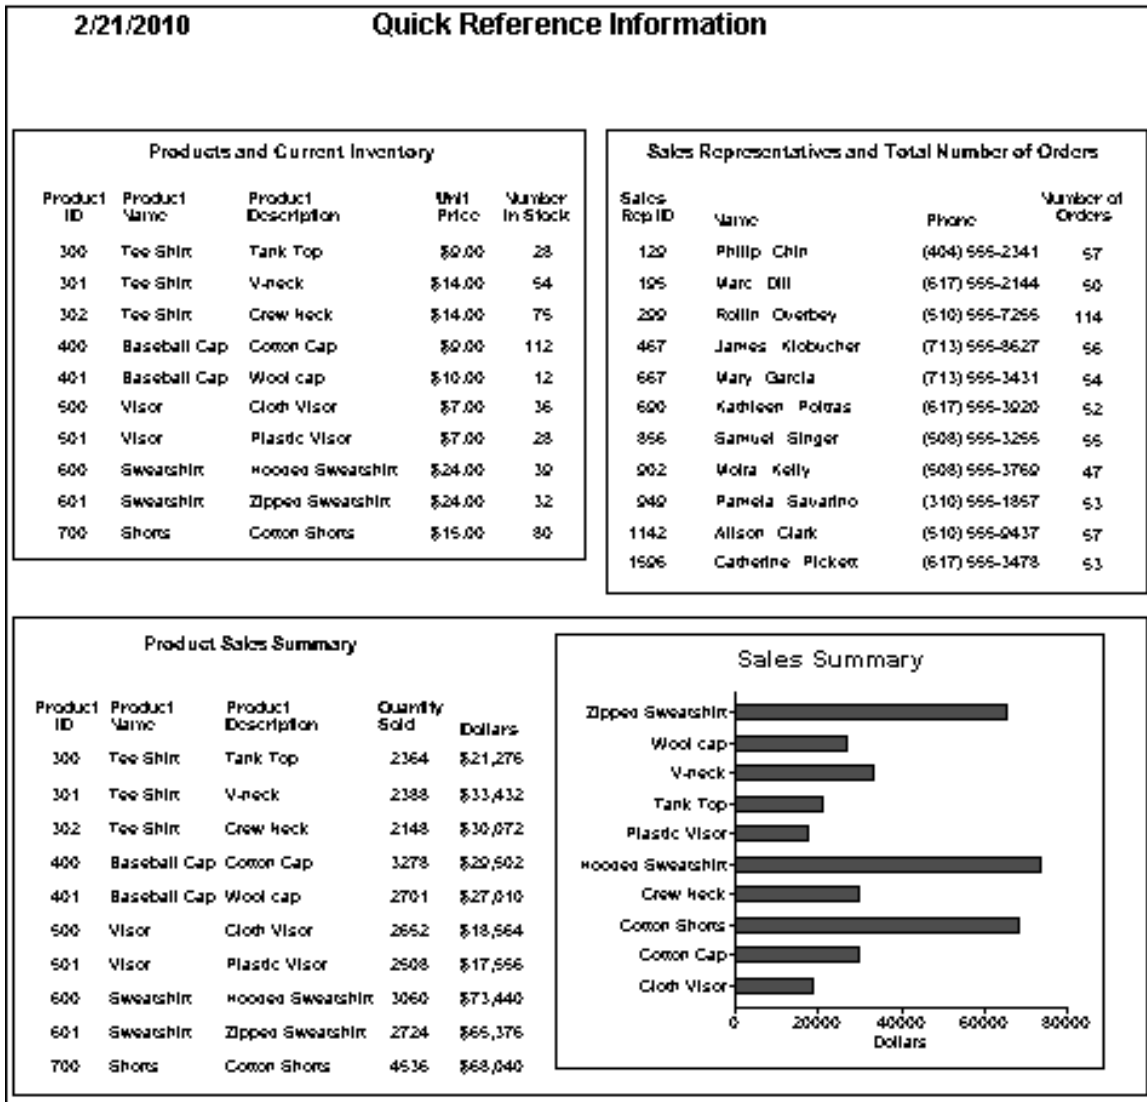 2/21/2010 Quick Reference Information
Products and Current Inventory
Product ID Product Name Product Description Unit Price Number In Stock
300 Tee Shirt Tank Top $9.00 28
301 Tee Shirt V-neck $14.00 54
302 Tee Shirt Crew Neck $14.00 75
400 Baseball Cap Cotton Cap $9.00 112
401 Baseball Cap Wool cap $10.00 12
500 Visor Cloth Visor $7.00 36
501 Visor Plastic Visor $7.00 28
600 Sweatshirt Hooded Sweatshirt $24.00 39
601 Sweatshirt Zipped Sweatshirt $24.00 32
700 Shorts Cotton Shorts $15.00 80
Sales Representatives and Total Number of Orders
Sales Rep ID Name Phone Number of Orders
129 Philip Chin (404) 555-2341 57
195 Marc Dill (617) 555-2144 50
299 Rollin Overbey (510) 555-7255 114
467 James Klobucher (713) 555-8627 56
667 Mary Garcia (713) 555-3431 54
690 Kathleen Poitras (617) 555-3920 52
856 Samuel Singer (508) 555-3255 55
902 Moira Kelly (508) 555-3769 47
949 Pamela Savarino (310) 555-1857 53
1142 Alison Clark (510) 555-9437 57
1596 Catherine Pickett (617) 555-3478 53
Product Sales Summary
Product ID Product Name Product Description Quantity Sold Dollars
300 Tee Shirt Tank Top 2364 $21,276
301 Tee Shirt V-neck 2388 $33,432
302 Tee Shirt Crew Neck 2148 $30,072
400 Baseball Cap Cotton Cap 3278 $29,502
401 Baseball Cap Wool cap 2701 $27,010
500 Visor Cloth Visor 2652 $18,564
501 Visor Plastic Visor 2508 $17,556
600 Sweatshirt Hooded Sweatshirt 3060 $73,440
601 Sweatshirt Zipped Sweatshirt 2724 $65,376
700 Shorts Cotton Shorts 4536 $68,040
Sales Summary
Zipped Sweatshirt
Wool cap
V-neck
Tank Top
Plastic Visor
Hooded Sweatshirt
Crew Neck
Cotton Shorts
Cotton Cap
Cloth Visor
0 20000 40000 60000 80000
Dollars